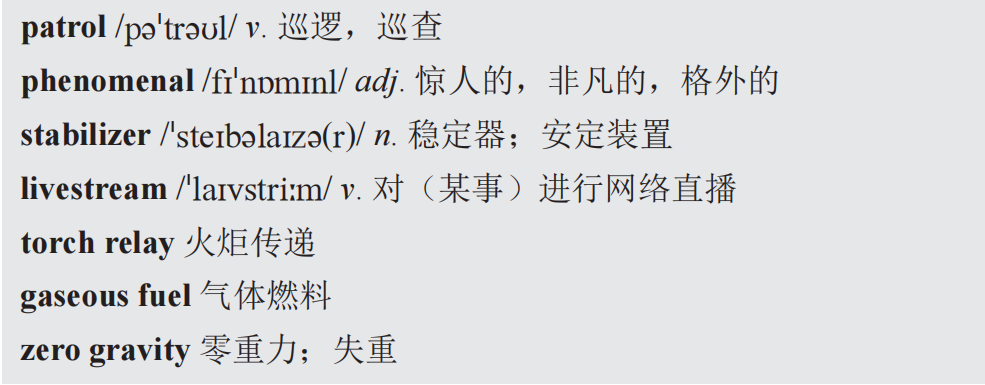 patrol /pəˈtrəʊl/ v. 巡逻，巡查
phenomenal /fɪˈnɒmɪnl/ adj. 惊人的，非凡的，格外的
stabilizer /ˈsteɪbəlaɪzə(r)/ n. 稳定器；安定装置
livestream /ˈlaɪvstriːm/ v. 对（某事）进行网络直播
torch relay 火炬传递
gaseous fuel 气体燃料
zero gravity 零重力；失重